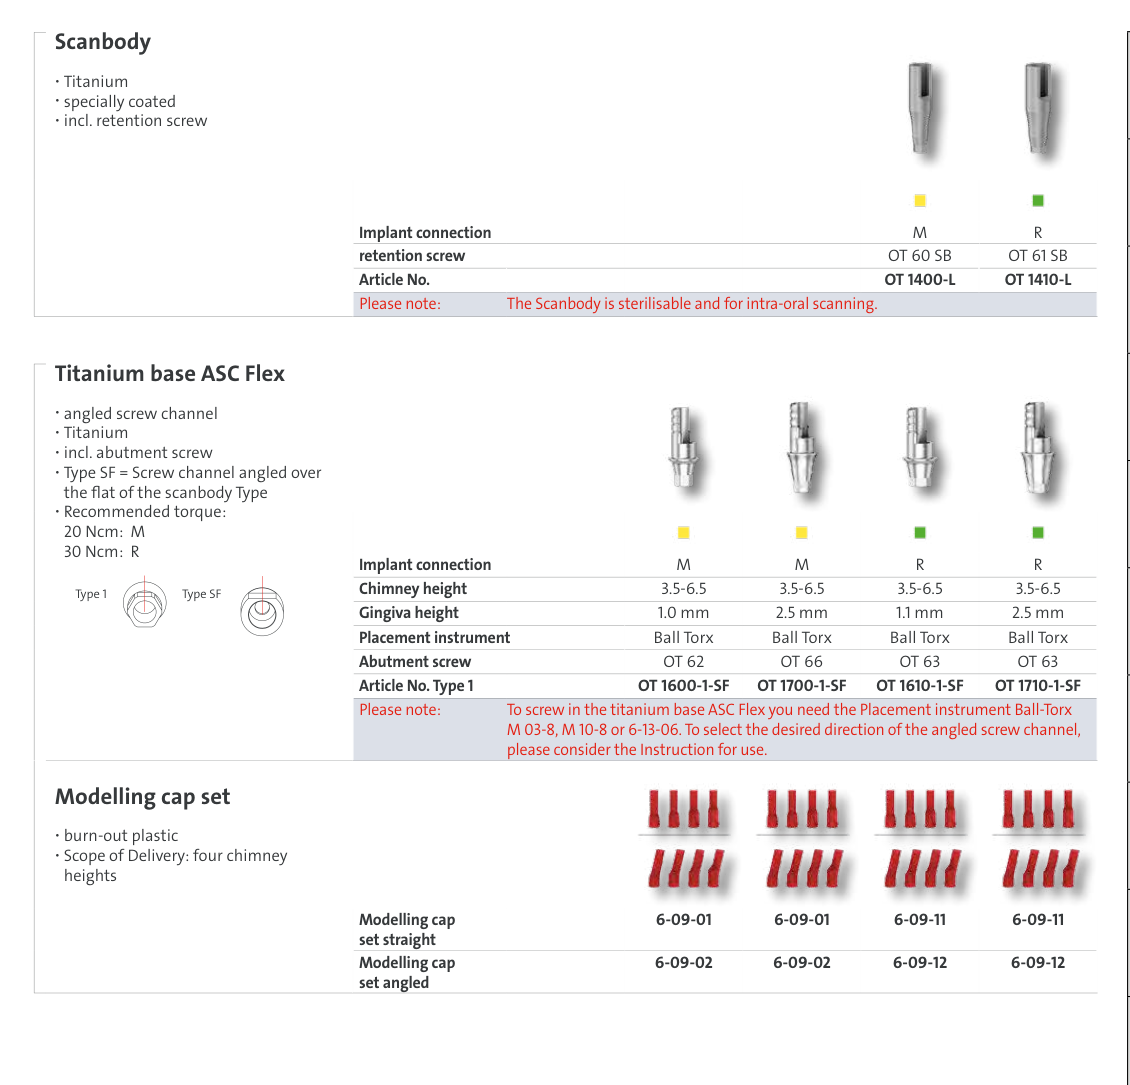 Scanbody
· Titanium
· specially coated
· incl. retention screw
Implant connection M R
retention screw OT 60 SB OT 61 SB
Article No. OT 1400-L OT 1410-L
Please note: The Scanbody is sterilisable and for intra-oral scanning.
Titanium base ASC Flex
· angled screw channel
· Titanium
· incl. abutment screw
· Type SF = Screw channel angled over
the flat of the scanbody Type
· Recommended torque:
20 Ncm: M
30 Ncm: R
Type 1 Type SF
Implant connection M M R R
Chimney height 3.5-6.5 3.5-6.5 3.5-6.5 3.5-6.5
Gingiva height 1.0 mm 2.5 mm 1.1 mm 2.5 mm
Placement instrument Ball Torx Ball Torx Ball Torx Ball Torx
Abutment screw OT 62 OT 66 OT 63 OT 63
Article No. Type 1 OT 1600-1-SF OT 1700-1-SF OT 1610-1-SF OT 1710-1-SF
Please note: To screw in the titanium base ASC Flex you need the Placement instrument Ball-Torx
M 03-8, M 10-8 or 6-13-06. To select the desired direction of the angled screw channel,
please consider the Instruction for use.
Modelling cap set
· burn-out plastic
· Scope of Delivery: four chimney
heights
Modelling cap 6-09-01 6-09-01 6-09-11 6-09-11
set straight
Modelling cap 6-09-02 6-09-02 6-09-12 6-09-12
set angled